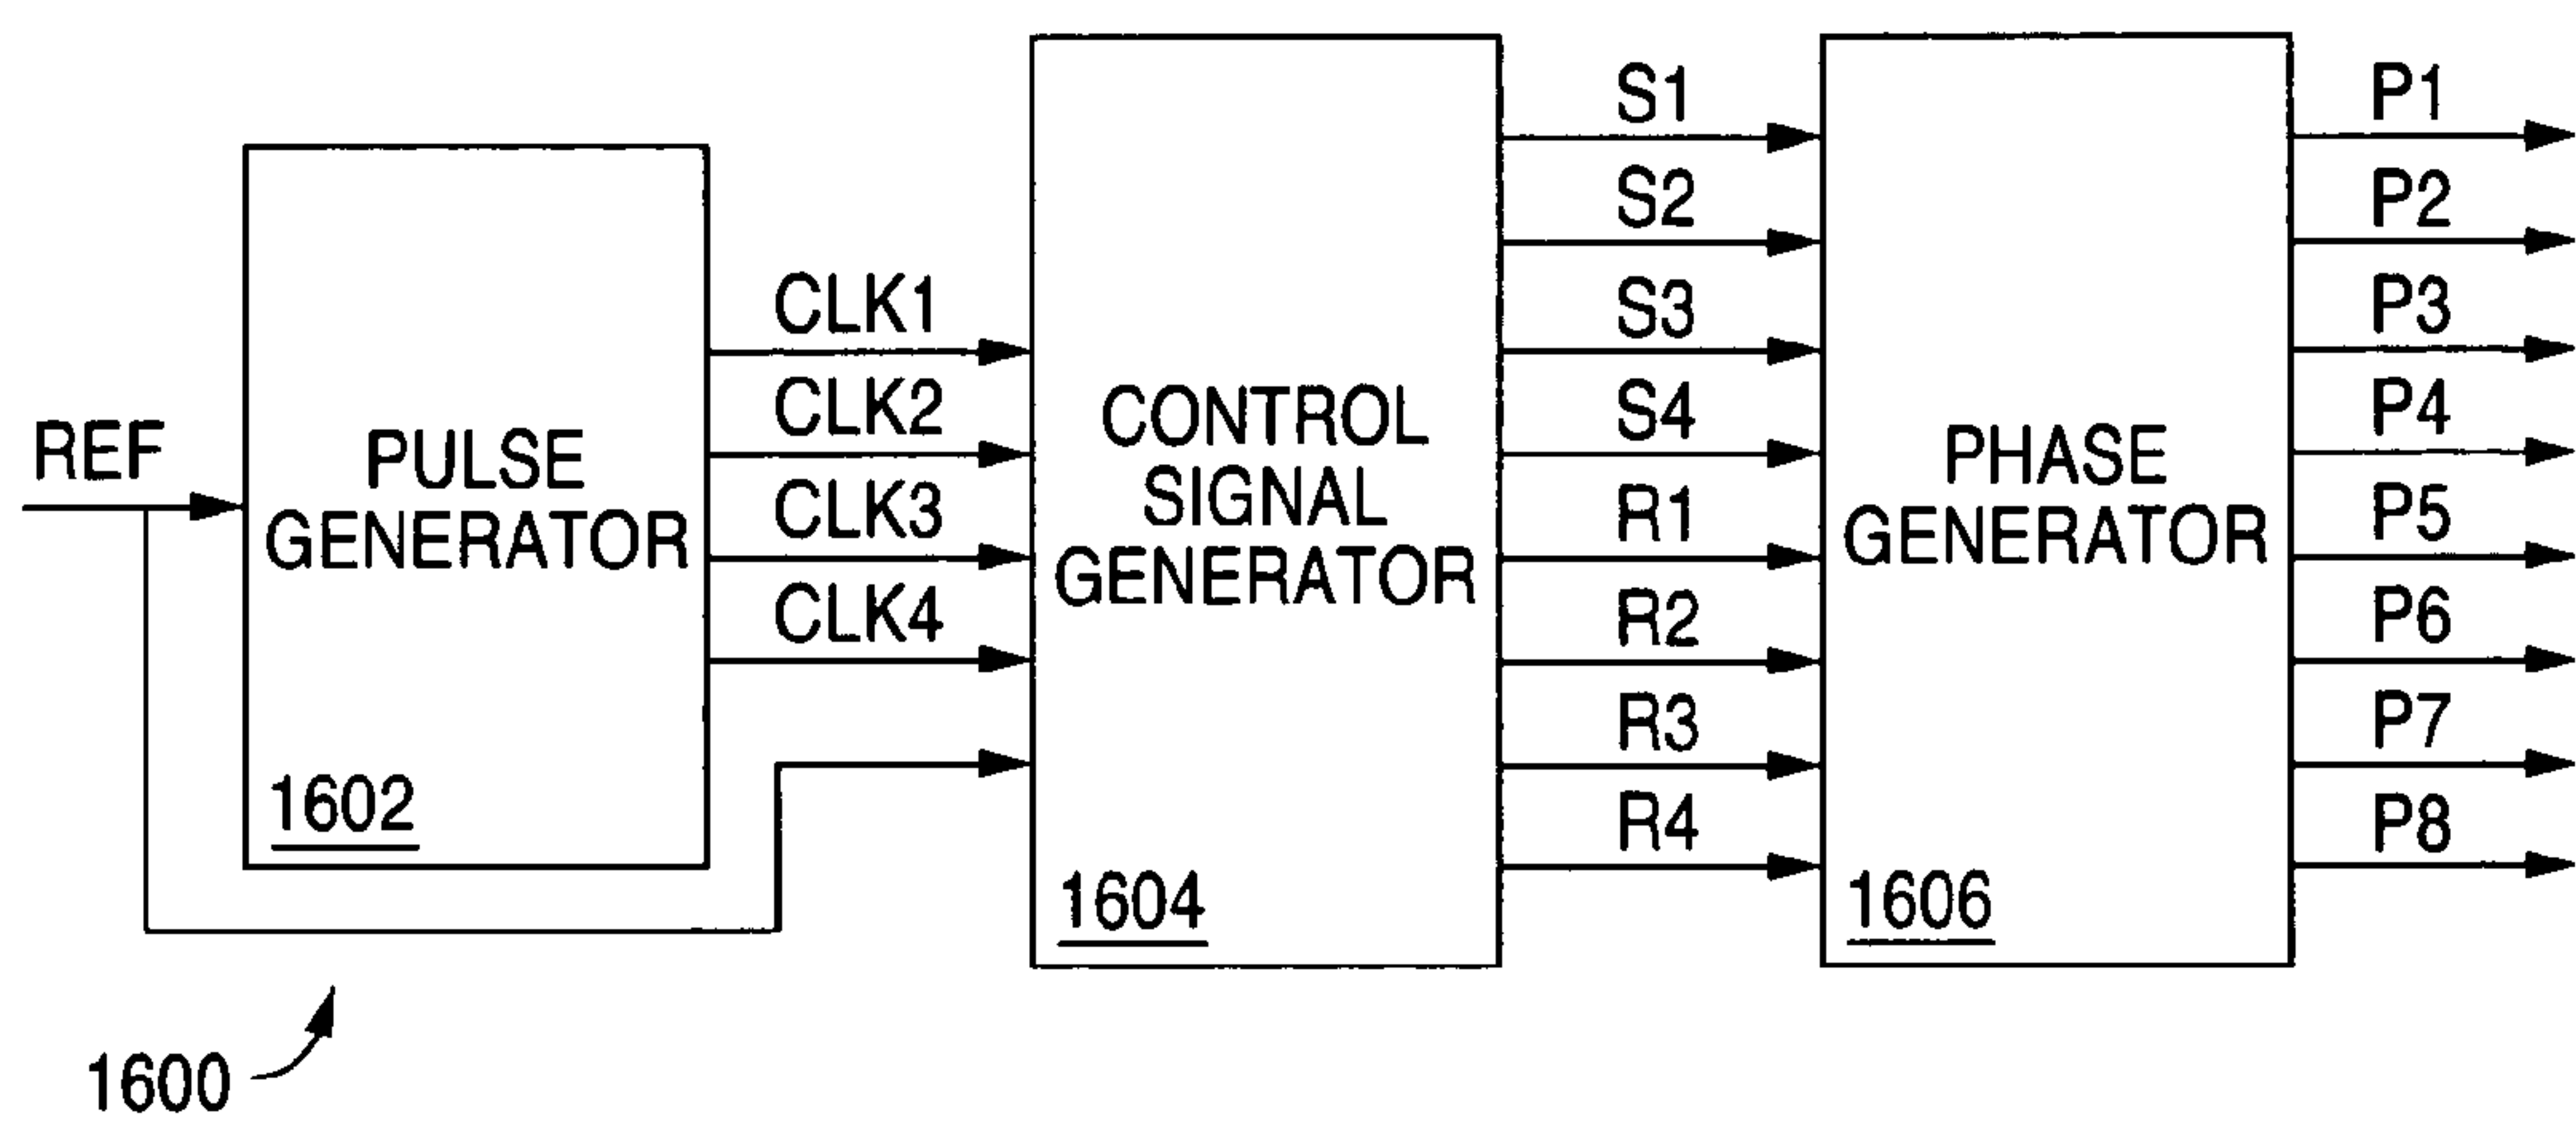 REF
PULSE
GENERATOR
1602
CLK1
CLK2
CLK3
CLK4
CONTROL
SIGNAL
GENERATOR
1604
S1
S2
S3
S4
R1
R2
R3
R4
PHASE
GENERATOR
1606
P1
P2
P3
P4
P5
P6
P7
P8
1600